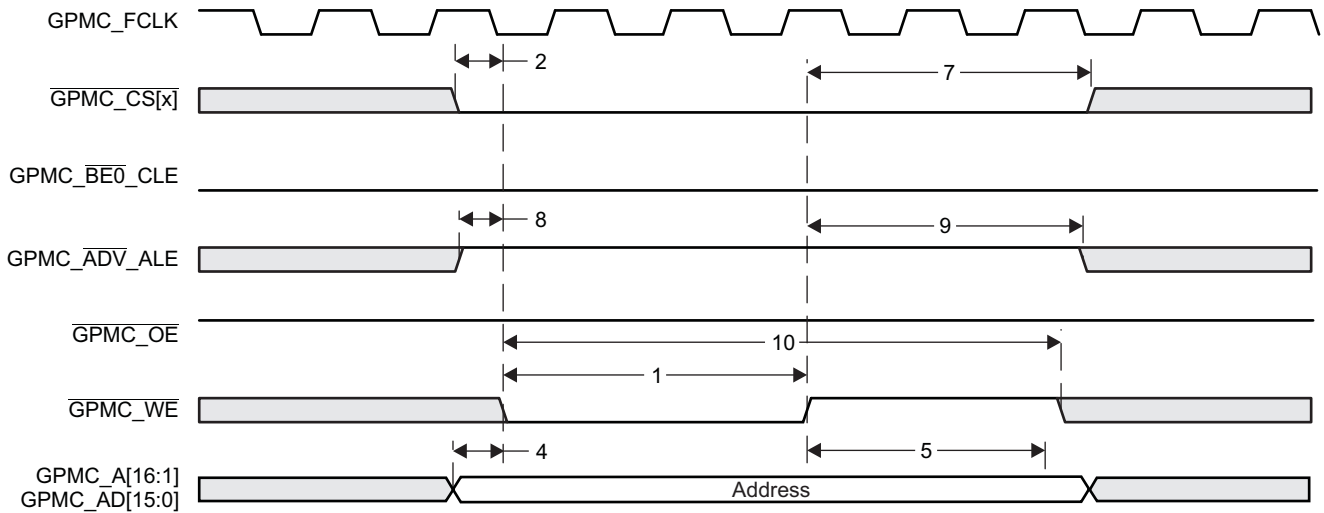 GPMC_FCLK
2
7
GPMC_CS[x]
GPMC_BE0_CLE
8
9
GPMC_ADV_ALE
GPMC_OE
10
1
GPMC_WE
4
5
GPMC_A[16:1]
GPMC_AD[15:0]
Address